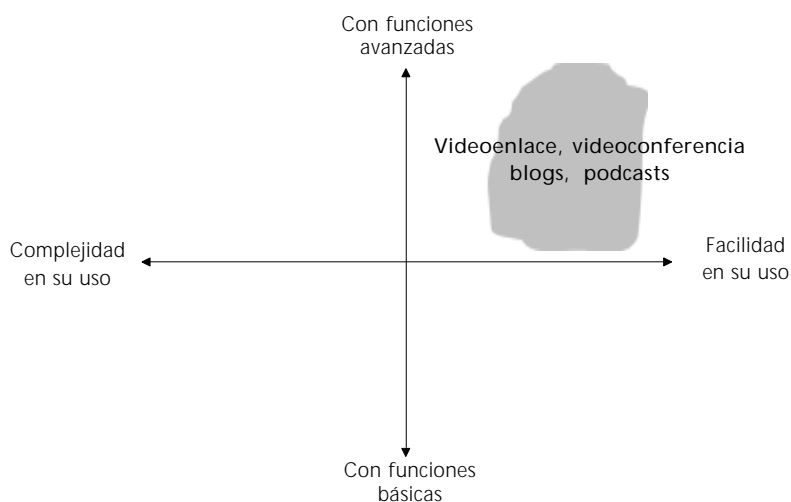 Con funciones
avanzadas
Videoenlace, videoconferencia
blogs, podcasts
Complejidad
en su uso
Facilidad
en su uso
Con funciones
básicas